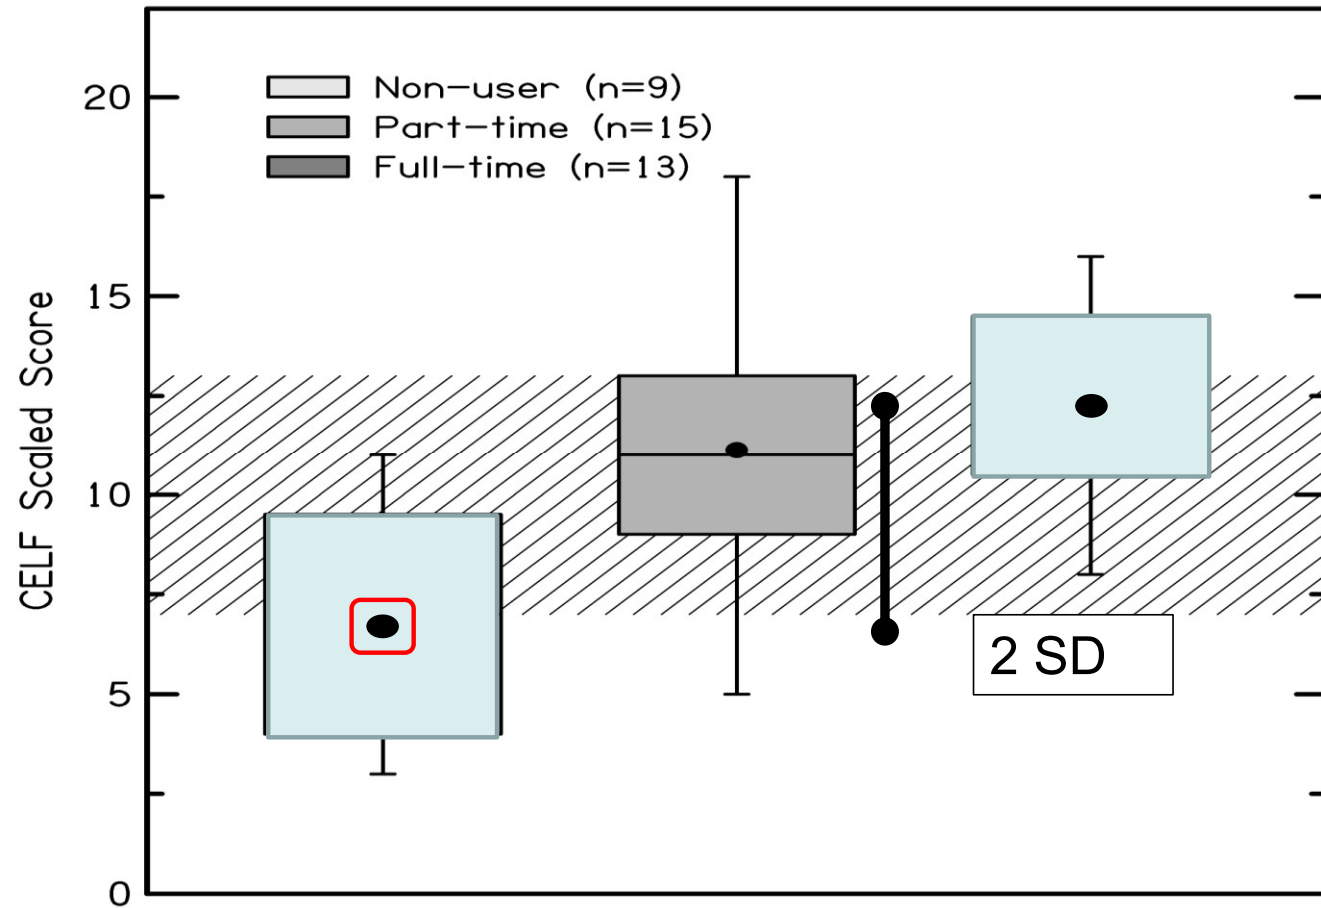 20
Non-user (n=9)
Part-time (n=15)
Full-time (n=13)
15
CELF Scaled Score
10
2 SD
5
0